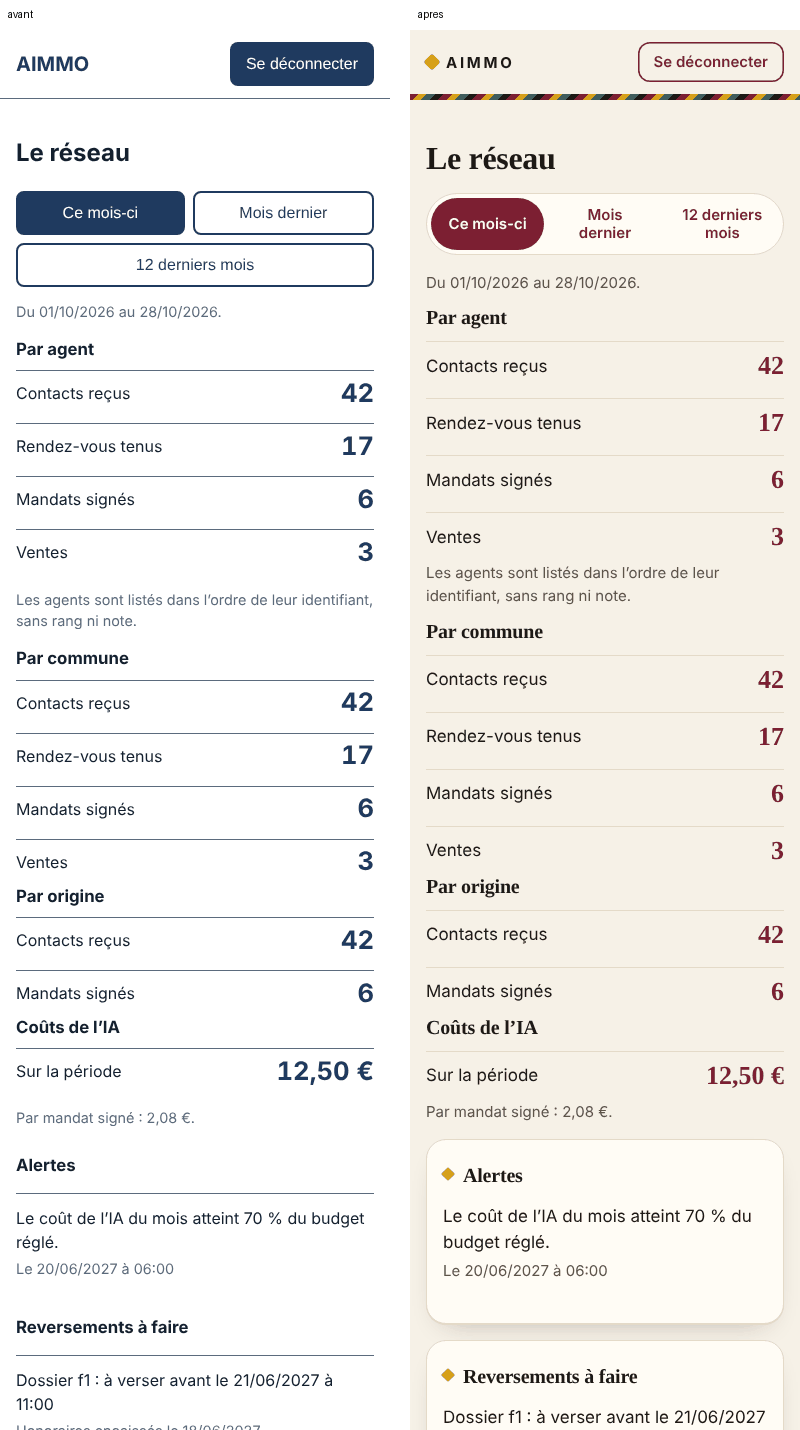 avant
AIMMO
Se déconnecter
Le réseau
Ce mois-ci
Mois dernier
12 derniers mois
Du 01/10/2026 au 28/10/2026.
Par agent
Contacts reçus 42
Rendez-vous tenus 17
Mandats signés 6
Ventes 3
Les agents sont listés dans l’ordre de leur identifiant,
sans rang ni note.
Par commune
Contacts reçus 42
Rendez-vous tenus 17
Mandats signés 6
Ventes 3
Par origine
Contacts reçus 42
Mandats signés 6
Coûts de l’IA
Sur la période 12,50 €
Par mandat signé : 2,08 €.
Alertes
Le coût de l’IA du mois atteint 70 % du budget
réglé.
Le 20/06/2027 à 06:00
Reversements à faire
Dossier f1 : à verser avant le 21/06/2027 à
11:00
apres
AIMMO
Se déconnecter
Le réseau
Ce mois-ci
Mois
dernier
12 derniers
mois
Du 01/10/2026 au 28/10/2026.
Par agent
Contacts reçus 42
Rendez-vous tenus 17
Mandats signés 6
Ventes 3
Les agents sont listés dans l’ordre de leur
identifiant, sans rang ni note.
Par commune
Contacts reçus 42
Rendez-vous tenus 17
Mandats signés 6
Ventes 3
Par origine
Contacts reçus 42
Mandats signés 6
Coûts de l’IA
Sur la période 12,50 €
Par mandat signé : 2,08 €.
Alertes
Le coût de l’IA du mois atteint 70 % du
budget réglé.
Le 20/06/2027 à 06:00
Reversements à faire
Dossier f1 : à verser avant le 21/06/2027